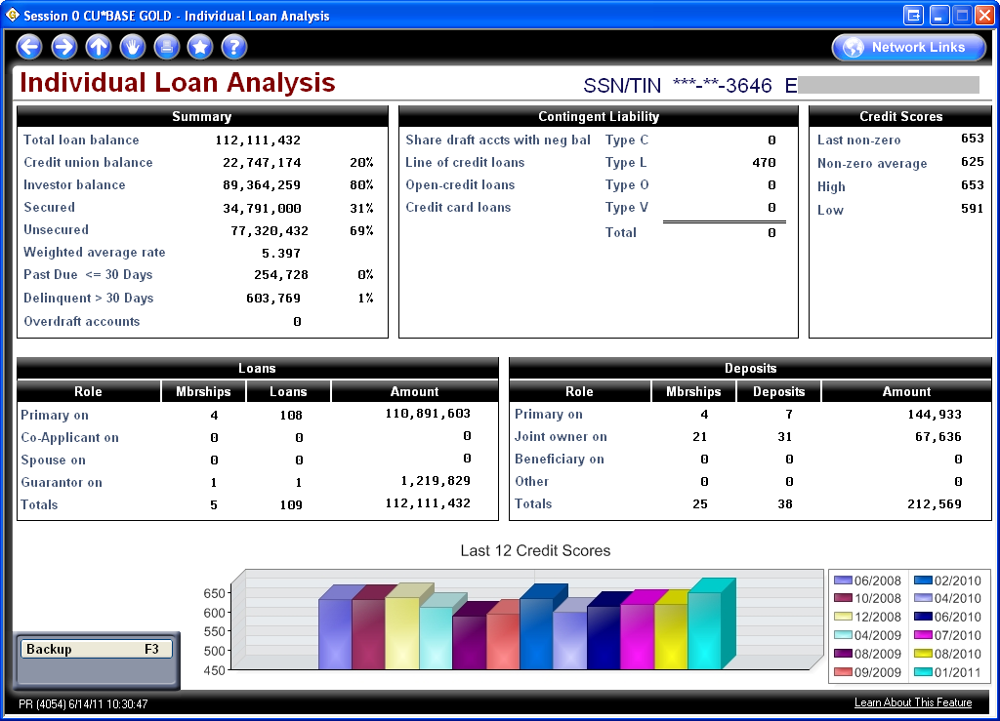 Session 0 CU*BASE GOLD - Individual Loan Analysis
Network Links
Individual Loan Analysis SSN/TIN ***-**-3646 E
Summary
Total loan balance 112,111,432
Credit union balance 22,747,174 20%
Investor balance 89,364,259 80%
Secured 34,791,000 31%
Unsecured 77,320,432 69%
Weighted average rate 5.397
Past Due <= 30 Days 254,728 0%
Delinquent > 30 Days 603,769 1%
Overdraft accounts 0
Contingent Liability
Share draft accts with neg bal Type C 0
Line of credit loans Type L 470
Open-credit loans Type O 0
Credit card loans Type V 0
Total 0
Credit Scores
Last non-zero 653
Non-zero average 625
High 653
Low 591
Loans
Role Mbrships Loans Amount
Primary on 4 108 110,891,603
Co-Applicant on 0 0 0
Spouse on 0 0 0
Guarantor on 1 1 1,219,829
Totals 5 109 112,111,432
Deposits
Role Mbrships Deposits Amount
Primary on 4 7 144,933
Joint owner on 21 31 67,636
Beneficiary on 0 0 0
Other 0 0 0
Totals 25 38 212,569
Last 12 Credit Scores
650
600
550
500
450
06/2008 02/2010
10/2008 04/2010
12/2008 06/2010
04/2009 07/2010
08/2009 08/2010
09/2009 01/2011
Backup F3
PR (4054) 6/14/11 10:30:47
Learn About This Feature